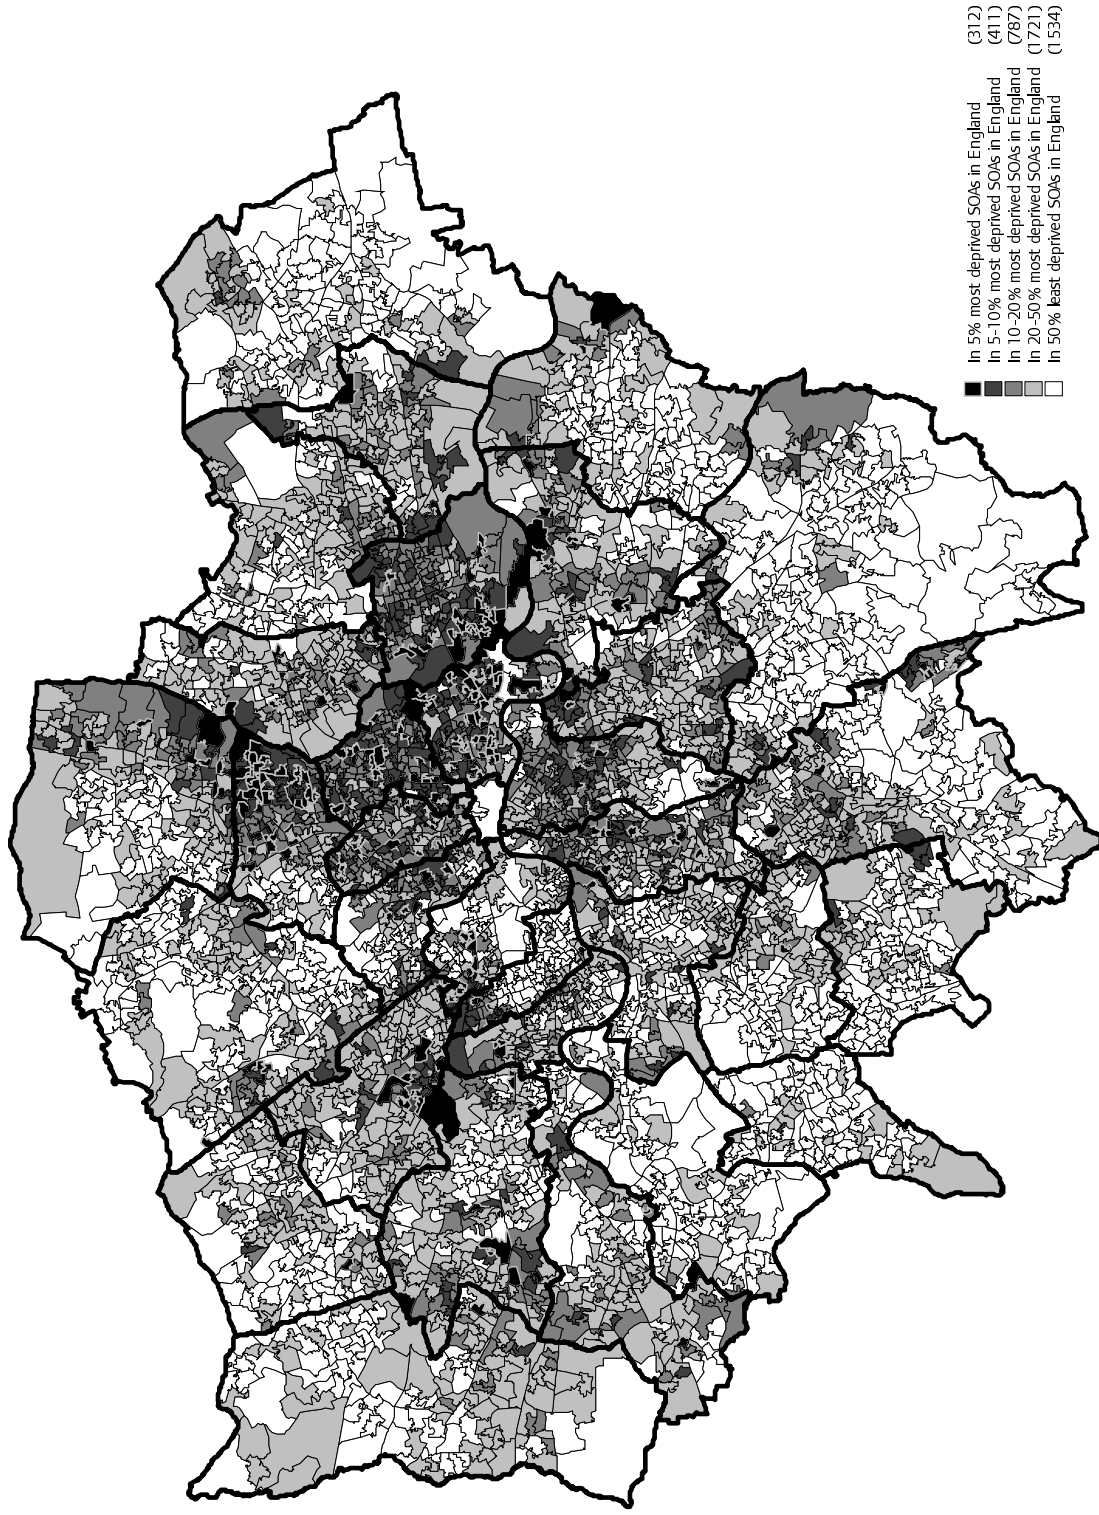 In 5% most deprived SOAs in England (312)
In 5-10% most deprived SOAs in England (411)
In 10-20% most deprived SOAs in England (787)
In 20-50% most deprived SOAs in England (1721)
In 50% least deprived SOAs in England (1534)